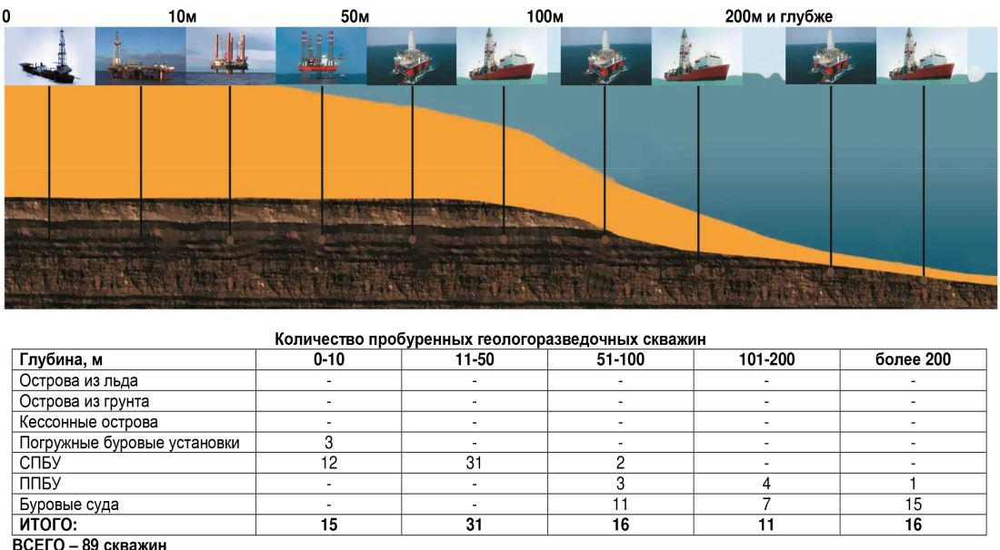 0 10м 50м 100м 200м и глубже
Количество пробуренных геологоразведочных скважин
Глубина, м 0-10 11-50 51-100 101-200 более 200
Острова из льда - - - - -
Острова из грунта - - - - -
Кессонные острова - - - - -
Погружные буровые установки 3 - - - -
СПБУ 12 31 2 - -
ППБУ - - 3 4 1
Буровые суда - - 11 7 15
ИТОГО: 15 31 16 11 16
ВСЕГО – 89 скважин